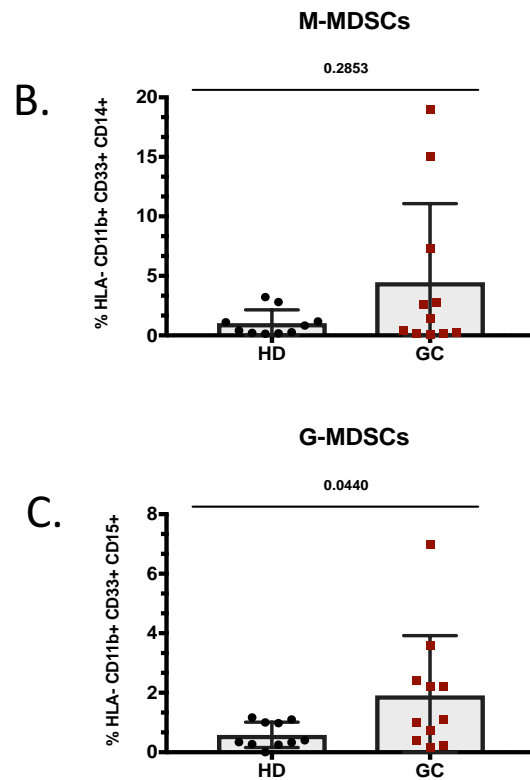 M-MDSCs
B.
0.2853
% HLA- CD11b+ CD33+ CD14+
20
15
10
5
0
HD GC
G-MDSCs
C.
0.0440
% HLA- CD11b+ CD33+ CD15+
8
6
4
2
0
HD GC